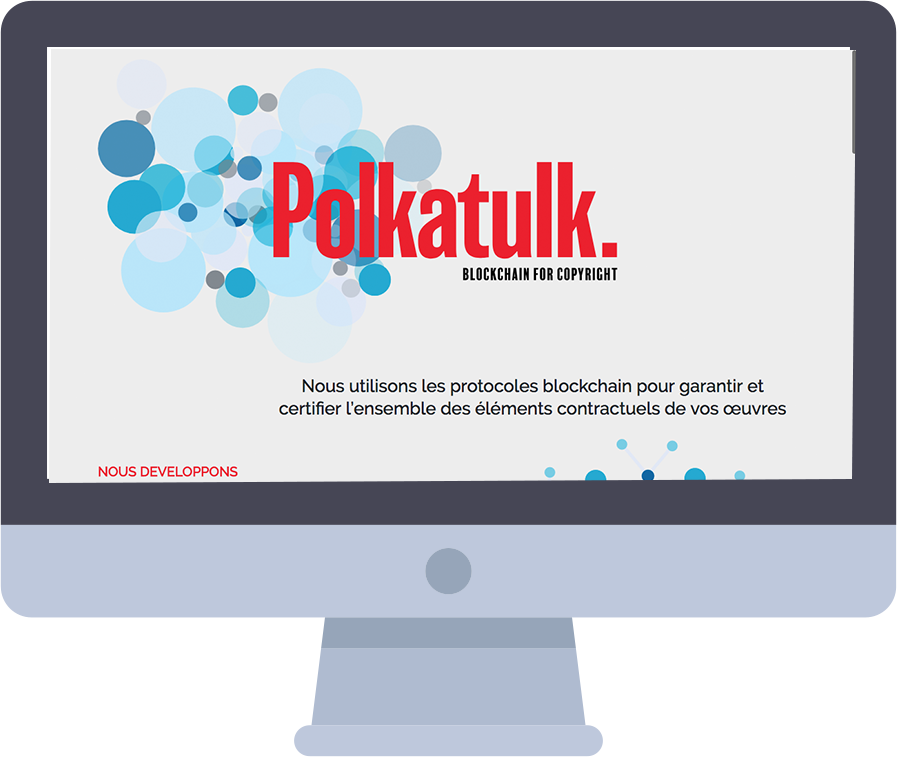 Polkatulk.
BLOCKCHAIN FOR COPYRIGHT
Nous utilisons les protocoles blockchain pour garantir et
certifier l'ensemble des éléments contractuels de vos œuvres
NOUS DEVELOPPONS